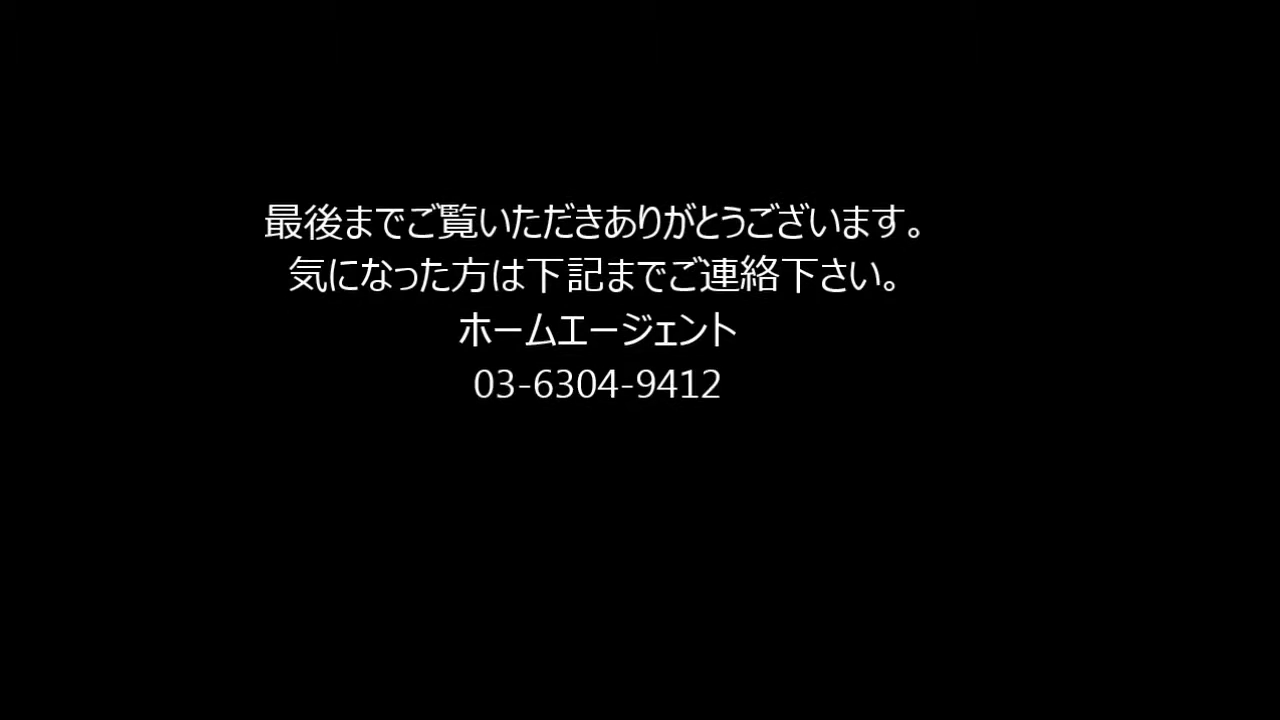 最後までご覧いただきありがとうございます。
気になった方は下記までご連絡下さい。
ホームエージェント
03-6304-9412